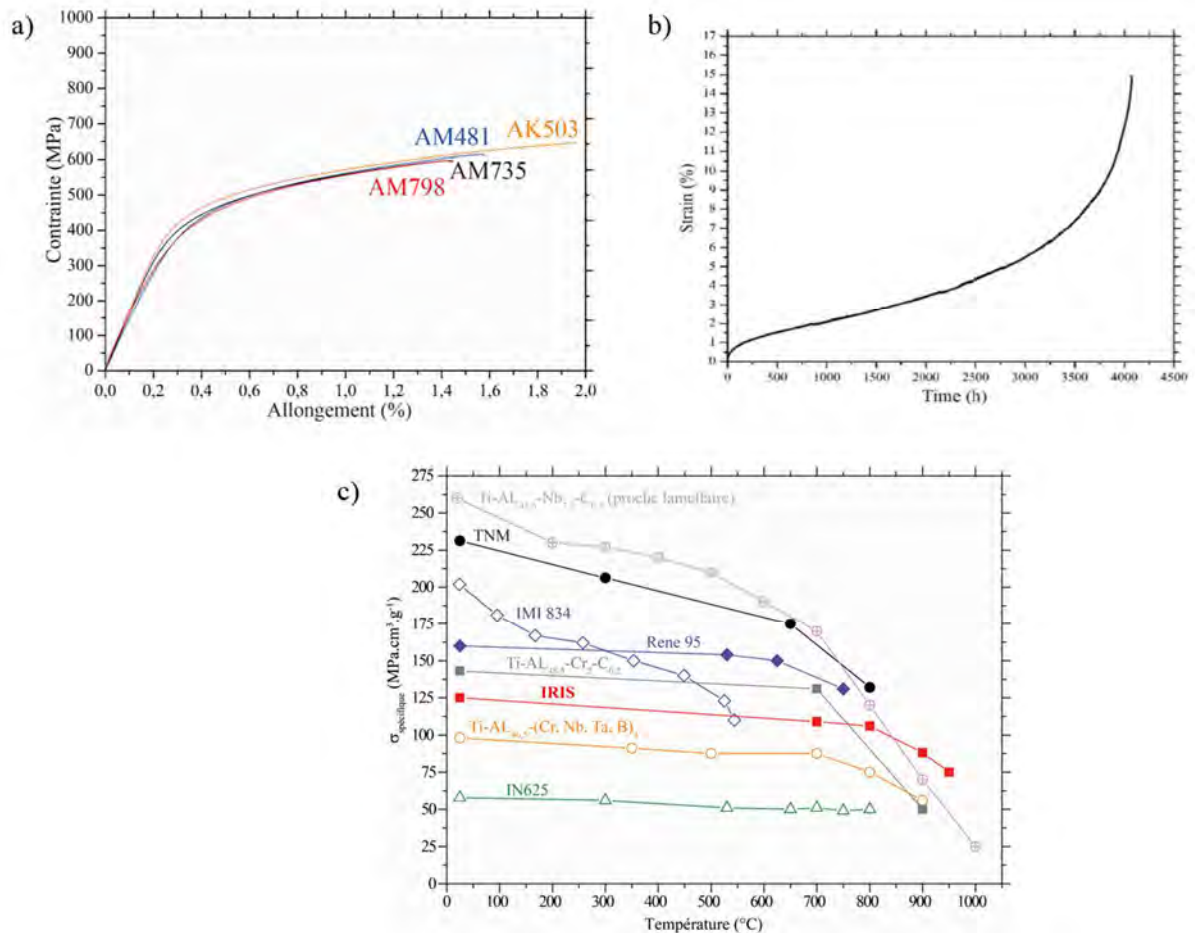 a)
1000
900
800
700
600
500
400
300
200
100
0
Contrainte (MPa)
AM481
AK503
AM735
AM798
0,0 0,2 0,4 0,6 0,8 1,0 1,2 1,4 1,6 1,8 2,0
Allongement (%)
b)
17
16
15
14
13
12
11
10
9
8
7
6
5
4
3
2
1
0
Strain (%)
0 500 1000 1500 2000 2500 3000 3500 4000 4500
Time (h)
c)
275
250
225
200
175
150
125
100
75
50
25
0
σspécifique (MPa.cm³.g⁻¹)
(proche lamellaire)
TNM
IMI 834
Rene 95
IRIS
IN625
0 100 200 300 400 500 600 700 800 900 1000
Température (°C)